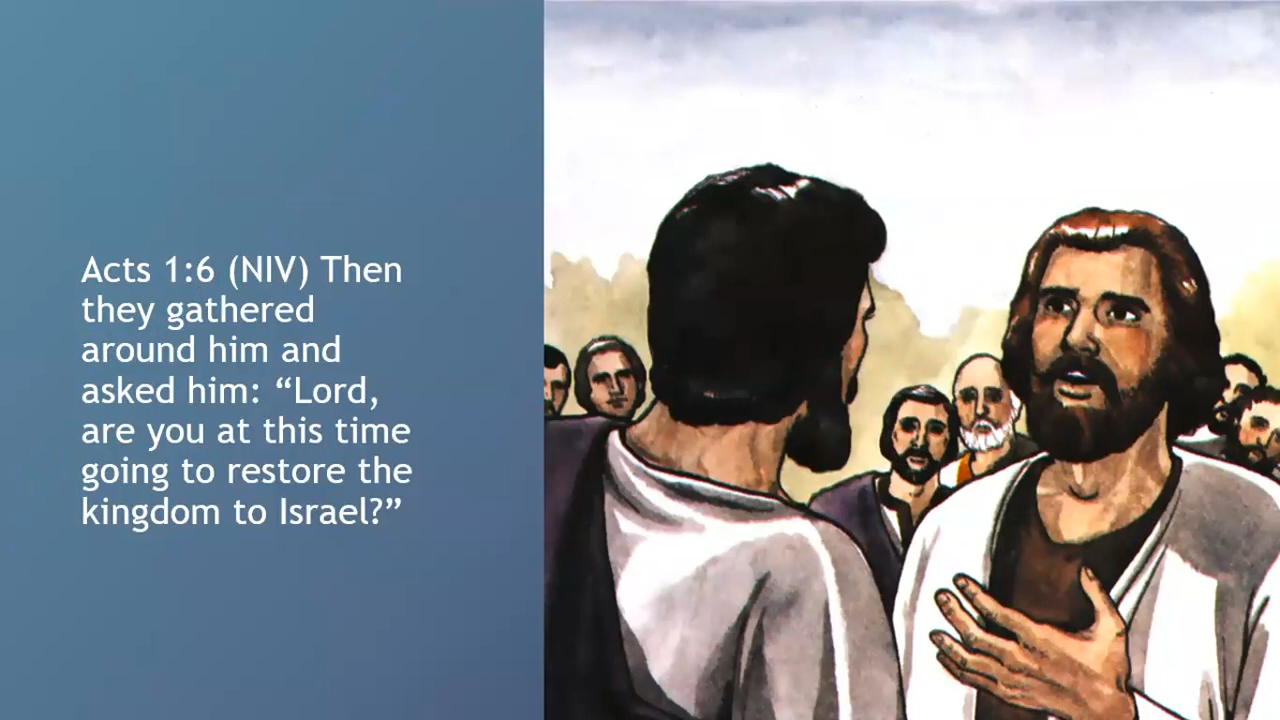 Acts 1:6 (NIV) Then
they gathered
around him and
asked him: “Lord,
are you at this time
going to restore the
kingdom to Israel?”